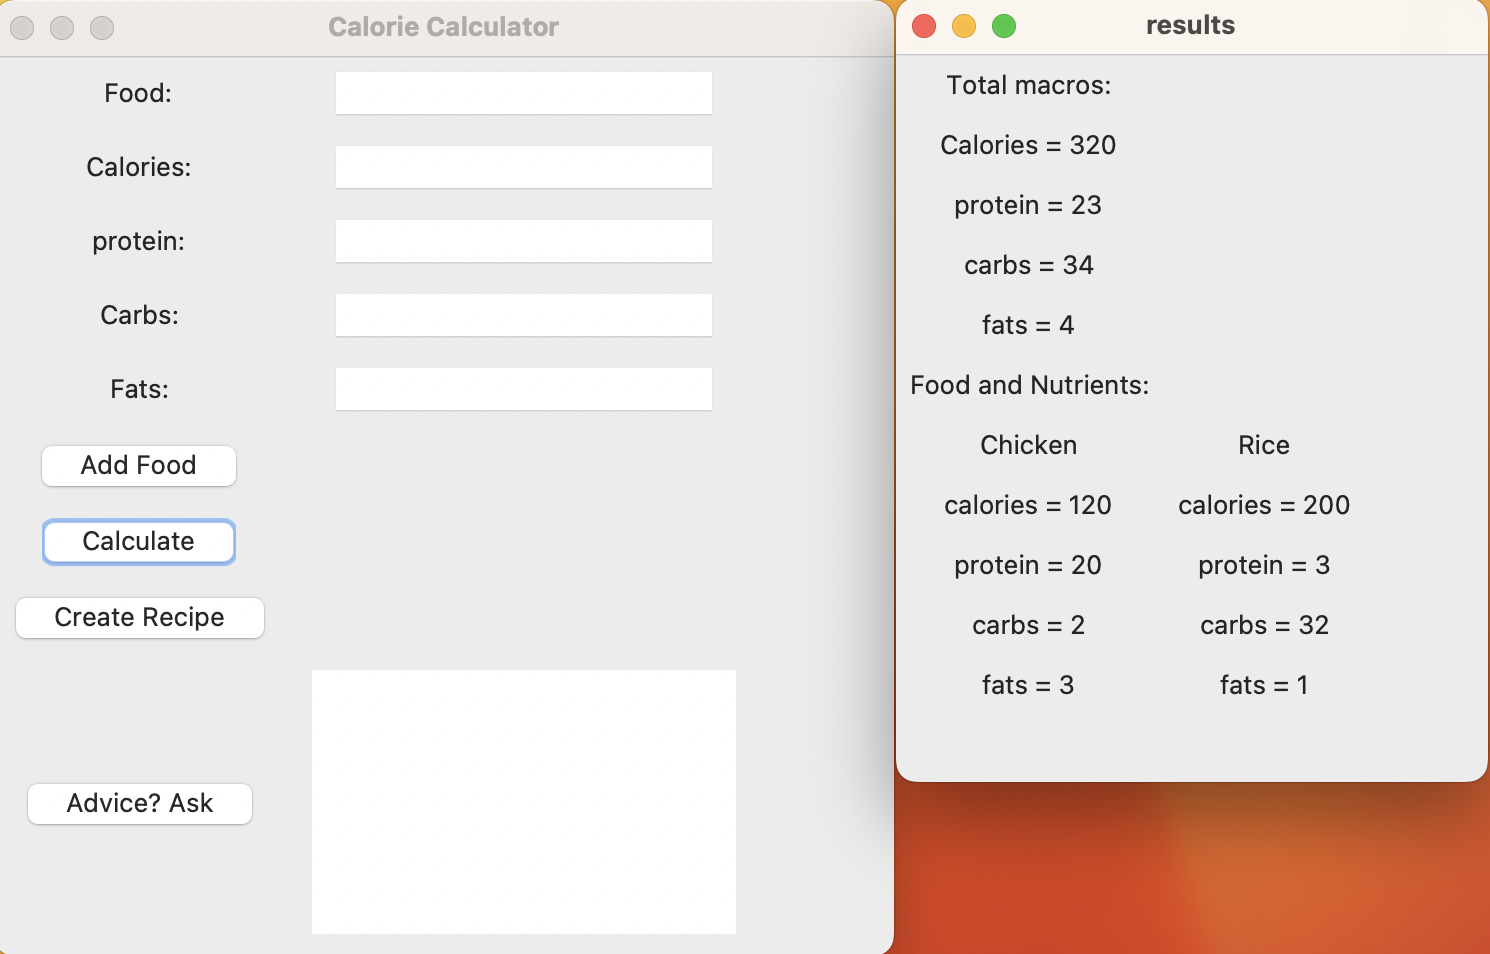 Calorie Calculator
Food:
Calories:
protein:
Carbs:
Fats:
Add Food
Calculate
Create Recipe
Advice? Ask
results
Total macros:
Calories = 320
protein = 23
carbs = 34
fats = 4
Food and Nutrients:
Chicken Rice
calories = 120 calories = 200
protein = 20 protein = 3
carbs = 2 carbs = 32
fats = 3 fats = 1